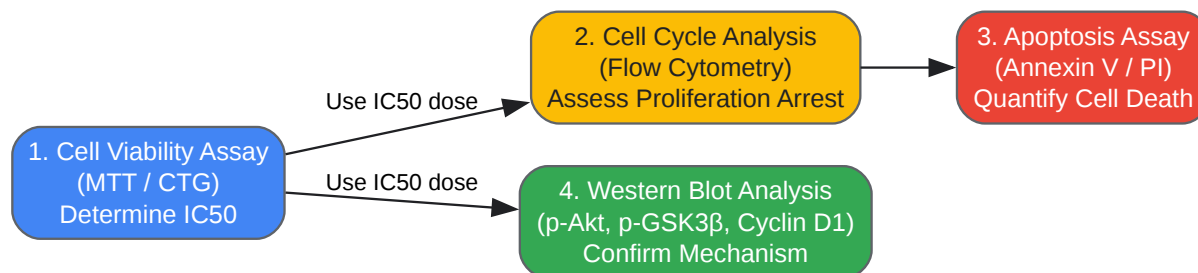 1. Cell Viability Assay
(MTT / CTG)
Determine IC50
Use IC50 dose
2. Cell Cycle Analysis
(Flow Cytometry)
Assess Proliferation Arrest
3. Apoptosis Assay
(Annexin V / PI)
Quantify Cell Death
Use IC50 dose
4. Western Blot Analysis
(p-Akt, p-GSK3β, Cyclin D1)
Confirm Mechanism